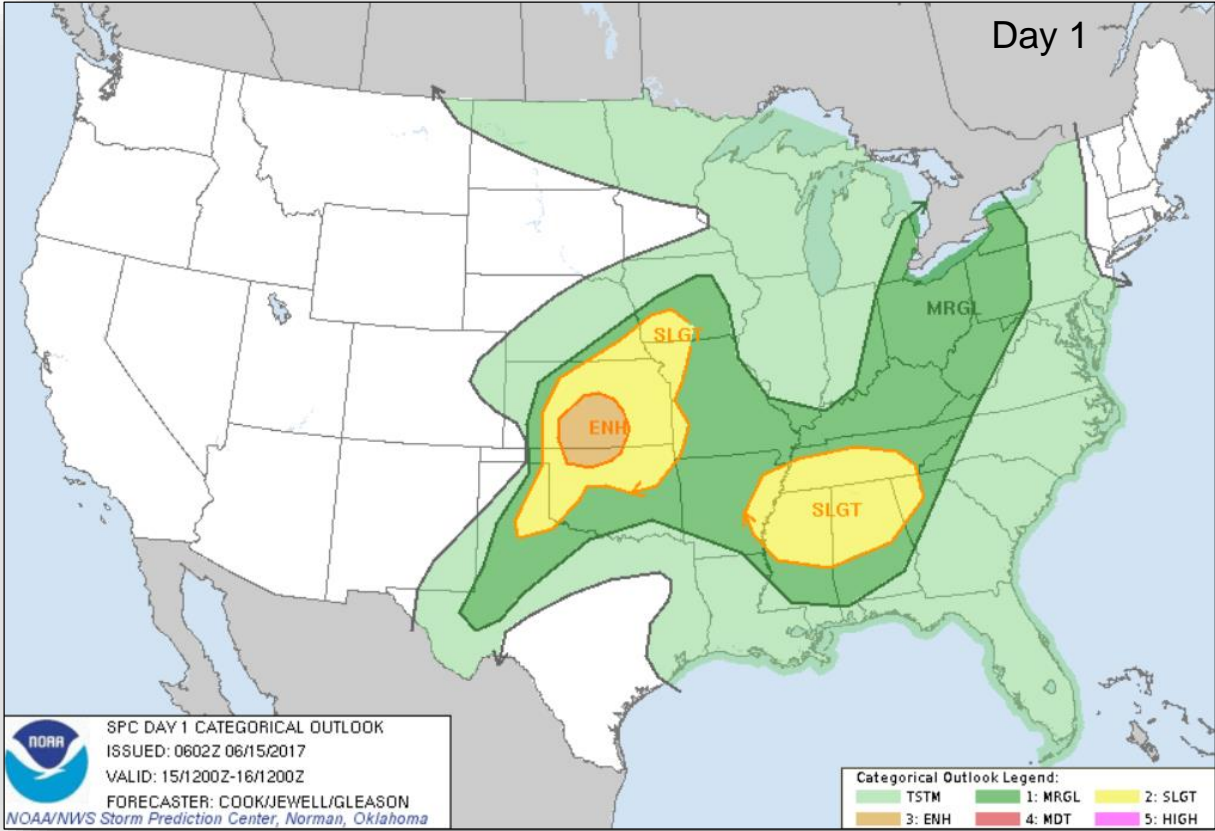 Day 1
MRGL
SLGT
ENH
SLGT
NOAA
SPC DAY 1 CATEGORICAL OUTLOOK
ISSUED: 0602Z 06/15/2017
VALID: 15/1200Z-16/1200Z
FORECASTER: COOK/JEWELL/GLEASON
NOAA/NWS Storm Prediction Center, Norman, Oklahoma
Categorical Outlook Legend:
TSTM 1: MRGL 2: SLGT
3: ENH 4: MDT 5: HIGH